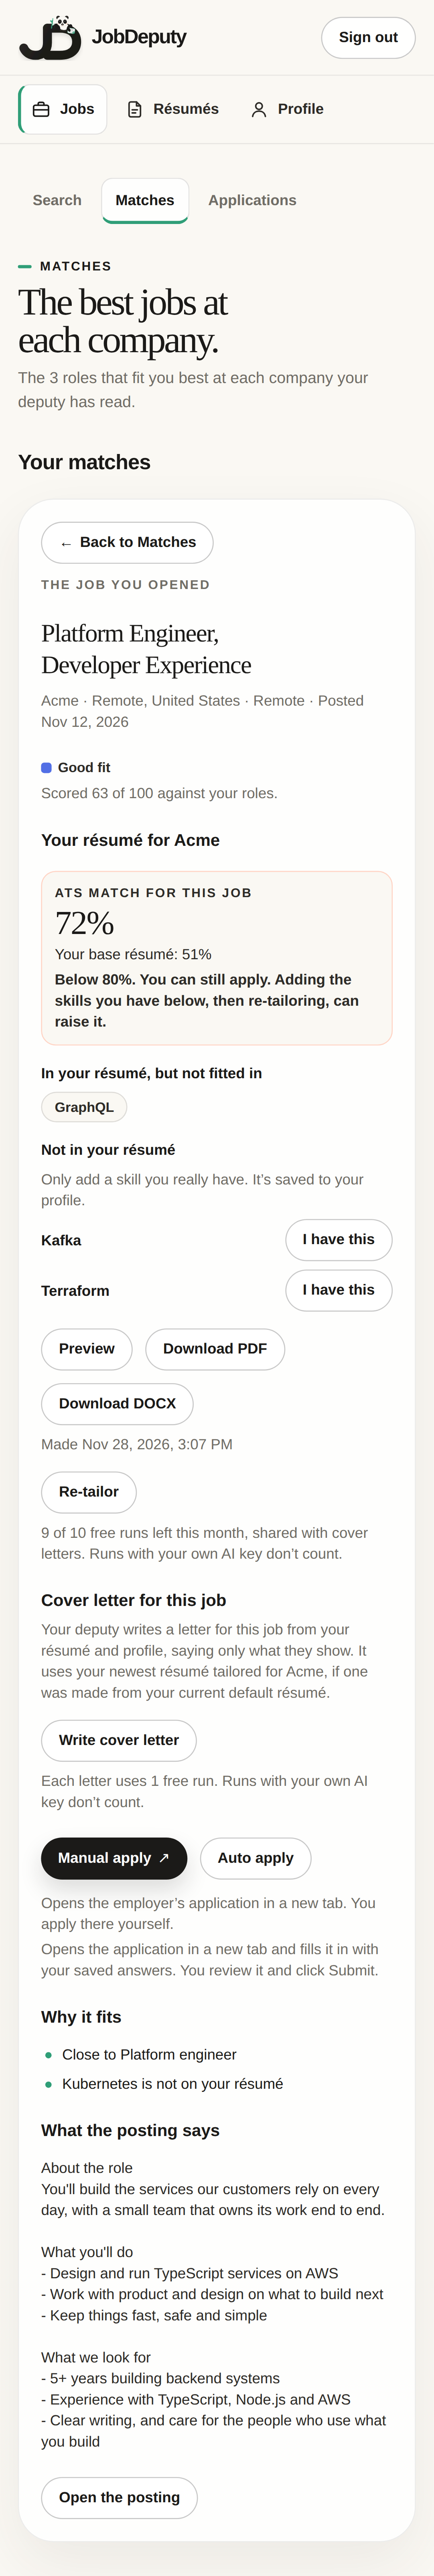 JobDeputy
Sign out
Jobs
Résumés
Profile
Search
Matches
Applications
MATCHES
The best jobs at
each company.
The 3 roles that fit you best at each company your
deputy has read.
Your matches
← Back to Matches
THE JOB YOU OPENED
Platform Engineer,
Developer Experience
Acme · Remote, United States · Remote · Posted
Nov 12, 2026
Good fit
Scored 63 of 100 against your roles.
Your résumé for Acme
ATS MATCH FOR THIS JOB
72%
Your base résumé: 51%
Below 80%. You can still apply. Adding the
skills you have below, then re-tailoring, can
raise it.
In your résumé, but not fitted in
GraphQL
Not in your résumé
Only add a skill you really have. It’s saved to your
profile.
Kafka
I have this
Terraform
I have this
Preview
Download PDF
Download DOCX
Made Nov 28, 2026, 3:07 PM
Re-tailor
9 of 10 free runs left this month, shared with cover
letters. Runs with your own AI key don’t count.
Cover letter for this job
Your deputy writes a letter for this job from your
résumé and profile, saying only what they show. It
uses your newest résumé tailored for Acme, if one
was made from your current default résumé.
Write cover letter
Each letter uses 1 free run. Runs with your own AI
key don’t count.
Manual apply ↗
Auto apply
Opens the employer’s application in a new tab. You
apply there yourself.
Opens the application in a new tab and fills it in with
your saved answers. You review it and click Submit.
Why it fits
Close to Platform engineer
Kubernetes is not on your résumé
What the posting says
About the role
You'll build the services our customers rely on every
day, with a small team that owns its work end to end.
What you'll do
- Design and run TypeScript services on AWS
- Work with product and design on what to build next
- Keep things fast, safe and simple
What we look for
- 5+ years building backend systems
- Experience with TypeScript, Node.js and AWS
- Clear writing, and care for the people who use what
you build
Open the posting